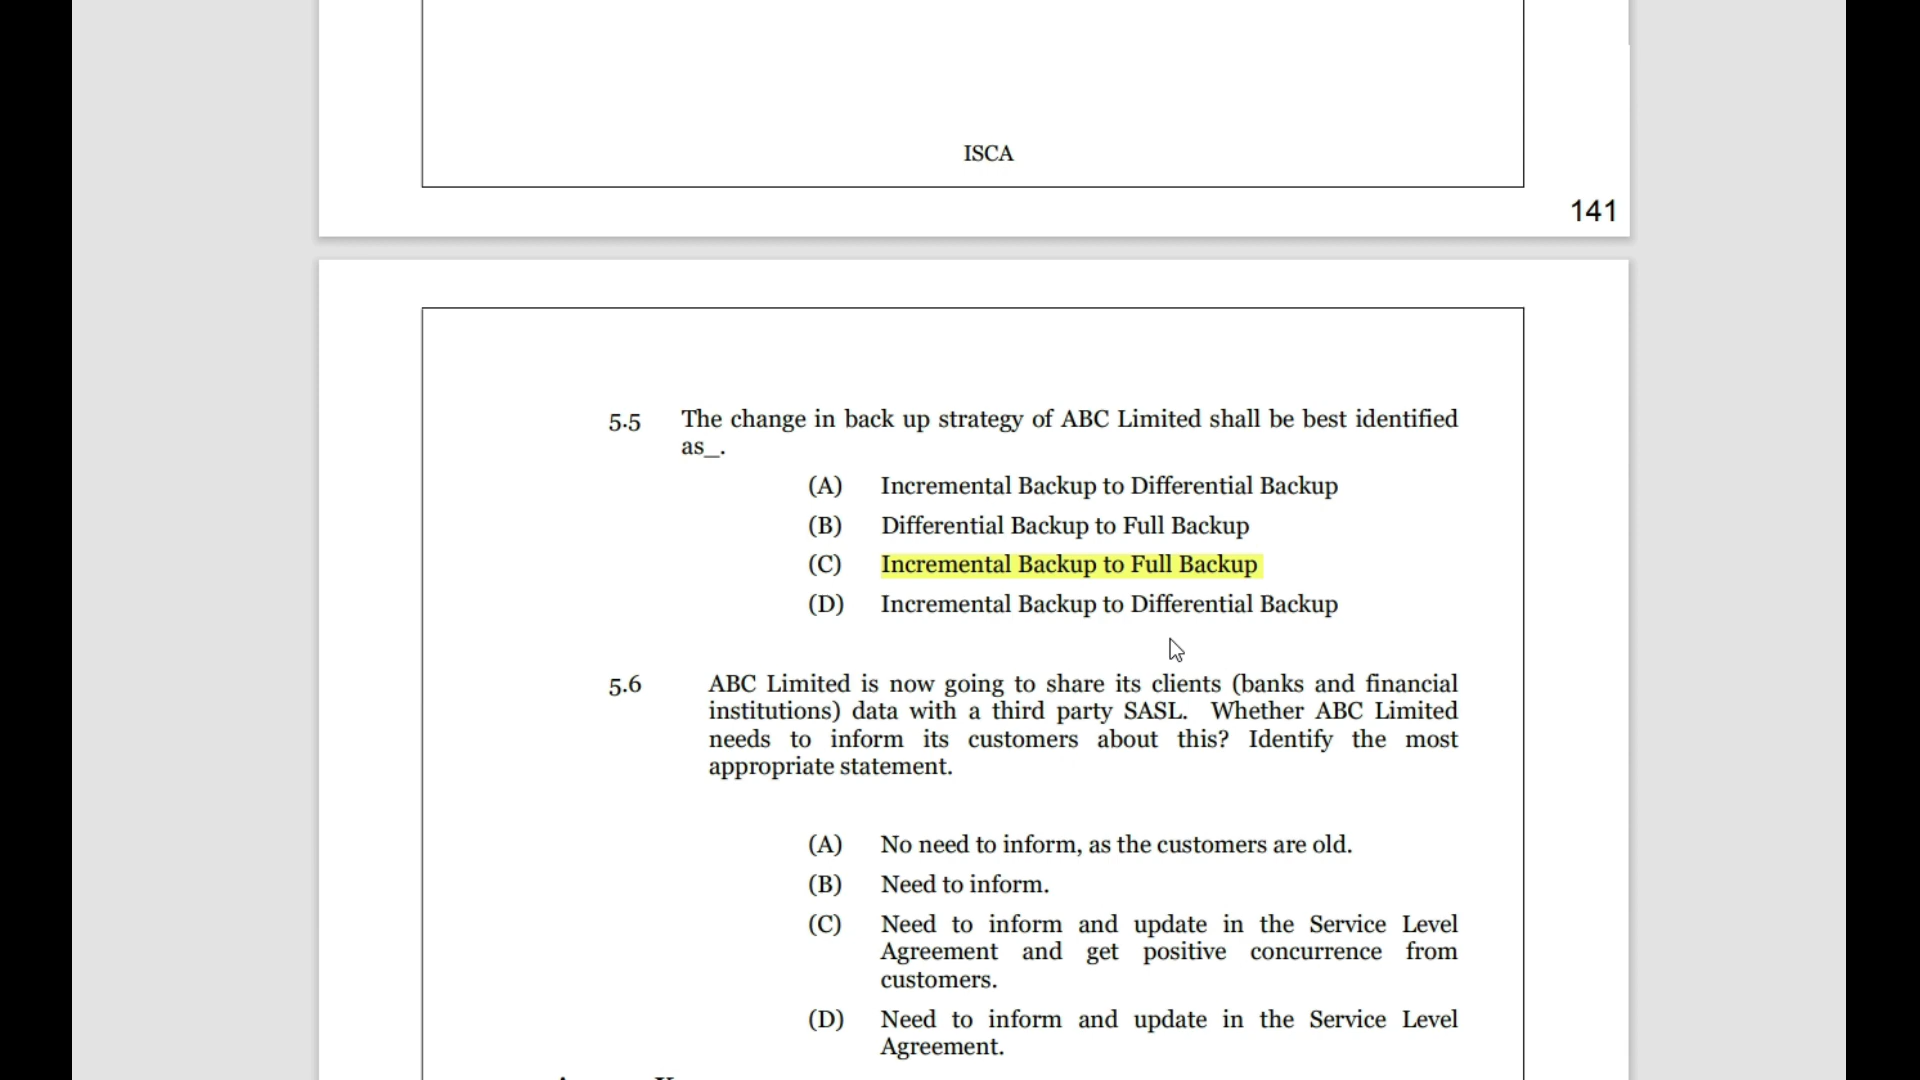 ISCA
141
5.5 The change in back up strategy of ABC Limited shall be best identified
as_.
(A) Incremental Backup to Differential Backup
(B) Differential Backup to Full Backup
(C) Incremental Backup to Full Backup
(D) Incremental Backup to Differential Backup
5.6 ABC Limited is now going to share its clients (banks and financial
institutions) data with a third party SASL. Whether ABC Limited
needs to inform its customers about this? Identify the most
appropriate statement.
(A) No need to inform, as the customers are old.
(B) Need to inform.
(C) Need to inform and update in the Service Level
Agreement and get positive concurrence from
customers.
(D) Need to inform and update in the Service Level
Agreement.